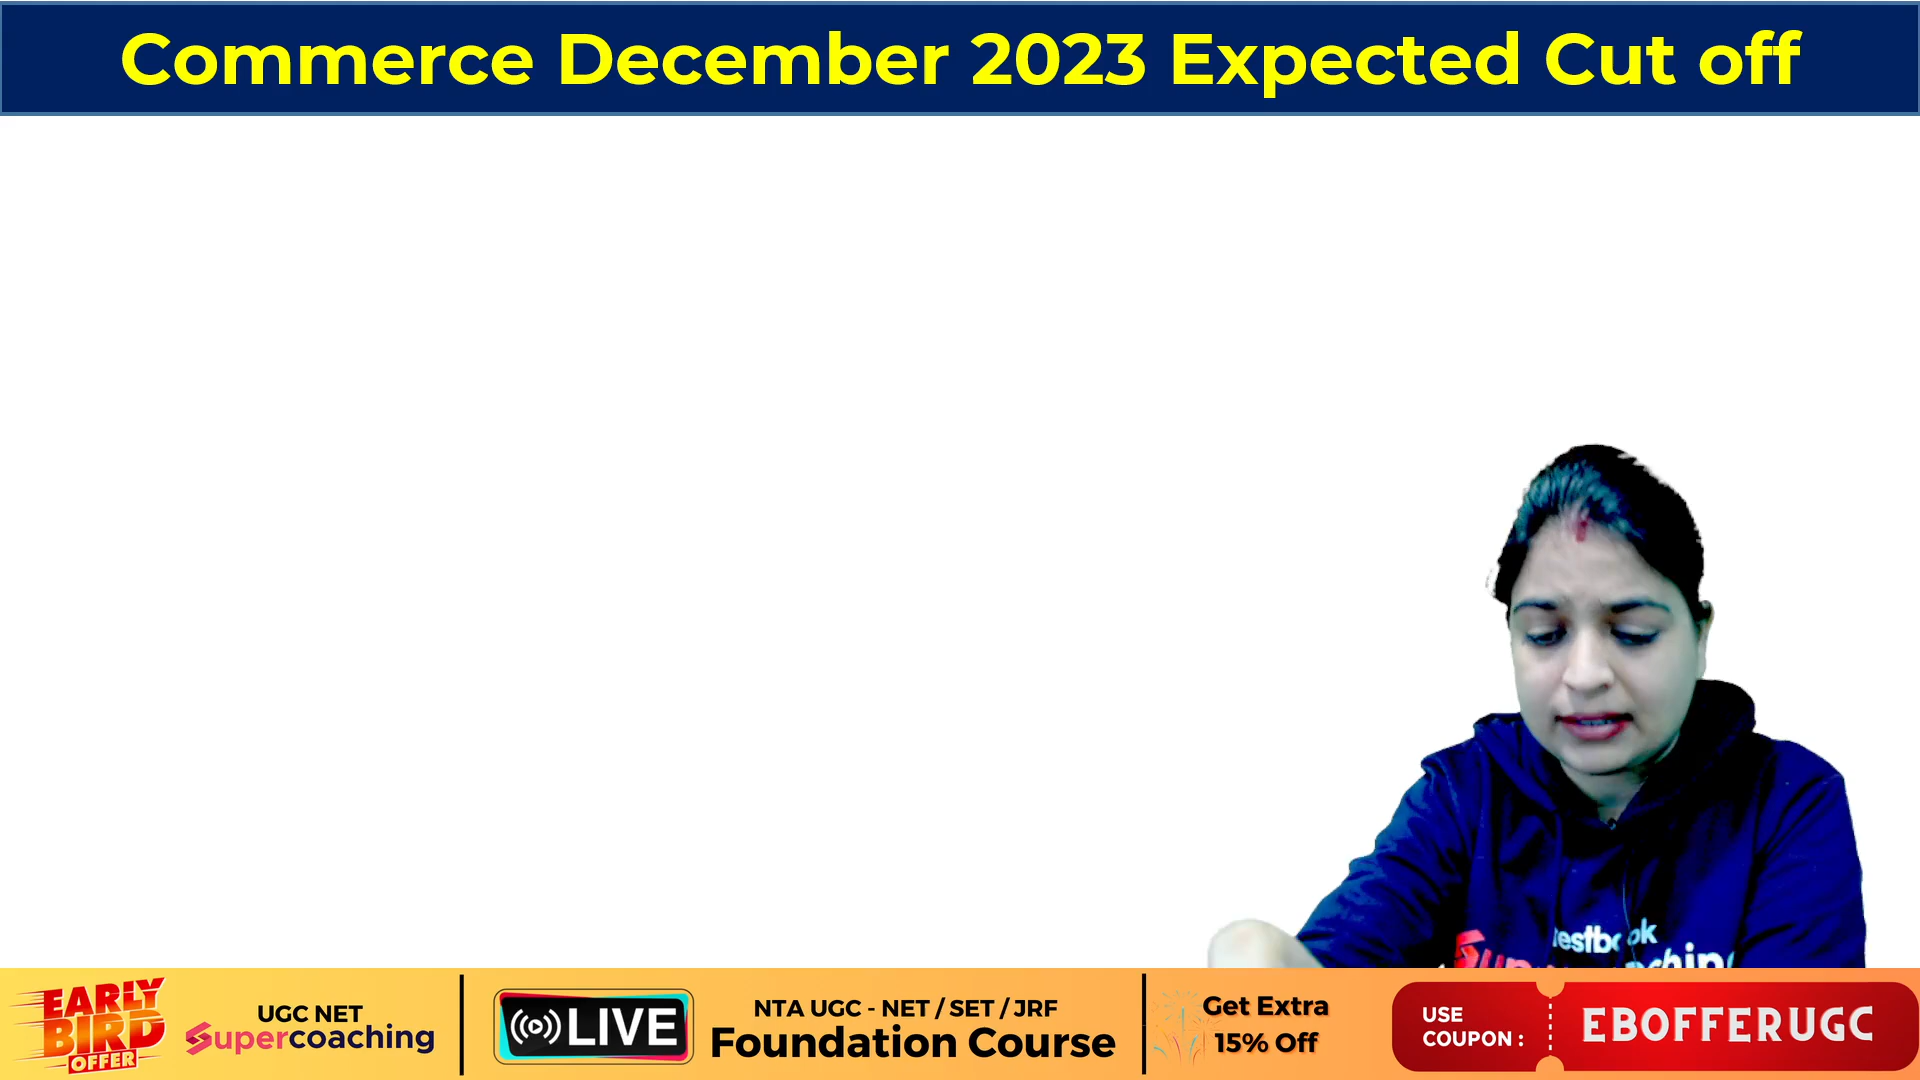 Commerce December 2023 Expected Cut off
testbook
EARLY
BIRD
OFFER
UGC NET
Supercoaching
LIVE
NTA UGC - NET / SET / JRF
Foundation Course
Get Extra
15% Off
USE
COUPON :
EBOFFERUGC